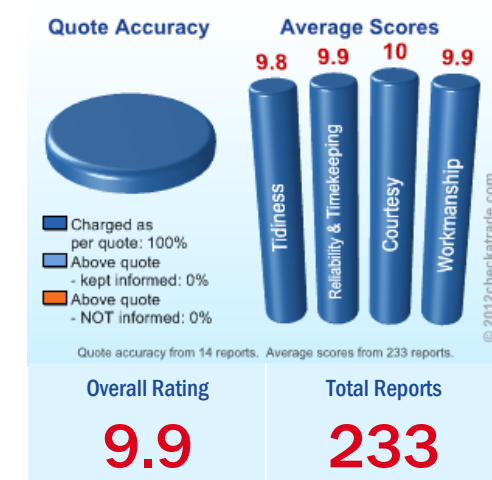 Quote Accuracy
Charged as
per quote: 100%
Above quote
- kept informed: 0%
Above quote
- NOT informed: 0%
Average Scores
9.8
9.9
10
9.9
Tidiness
Reliability & Timekeeping
Courtesy
Workmanship
© 2012checkatrade.com
Quote accuracy from 14 reports. Average scores from 233 reports.
Overall Rating
9.9
Total Reports
233